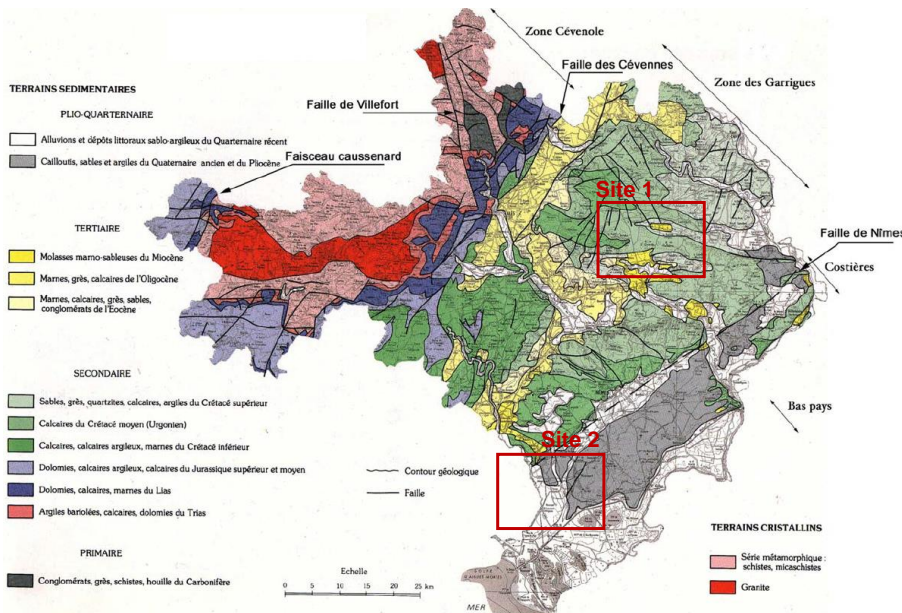 TERRAINS SEDIMENTAIRES
PLIO-QUATERNAIRE
Alluvions et dépôts littoraux sablo-argileux du Quaternaire récent
Cailloutis, sables et argiles du Quaternaire ancien et du Pliocène
TERTIAIRE
Molasses marno-sableuses du Miocène
Marnes, grès, calcaires de l'Oligocène
Marnes, calcaires, grès, sables,
conglomérats de l'Eocène
SECONDAIRE
Sables, grès, quartzites, calcaires, argiles du Crétacé supérieur
Calcaires du Crétacé moyen (Urgonien)
Calcaires, calcaires argileux, marnes du Crétacé inférieur
Dolomies, calcaires argileux, calcaires du Jurassique supérieur et moyen
Dolomies, calcaires, marnes du Lias
Argiles bariolées, calcaires, dolomies du Trias
PRIMAIRE
Conglomérats, grès, schistes, houille du Carbonifère
Zone Cévenole
Faille des Cévennes
Zone des Garrigues
Faille de Villefort
Faisceau caussenard
Site 1
Faille de Nîmes
Costières
Bas pays
Site 2
Contour géologique
Faille
Echelle
0 5 10 15 20 25 km
GOLFE
D'AIGUES MORTES
MER
TERRAINS CRISTALLINS
Série métamorphique :
schistes, micaschistes
Granite